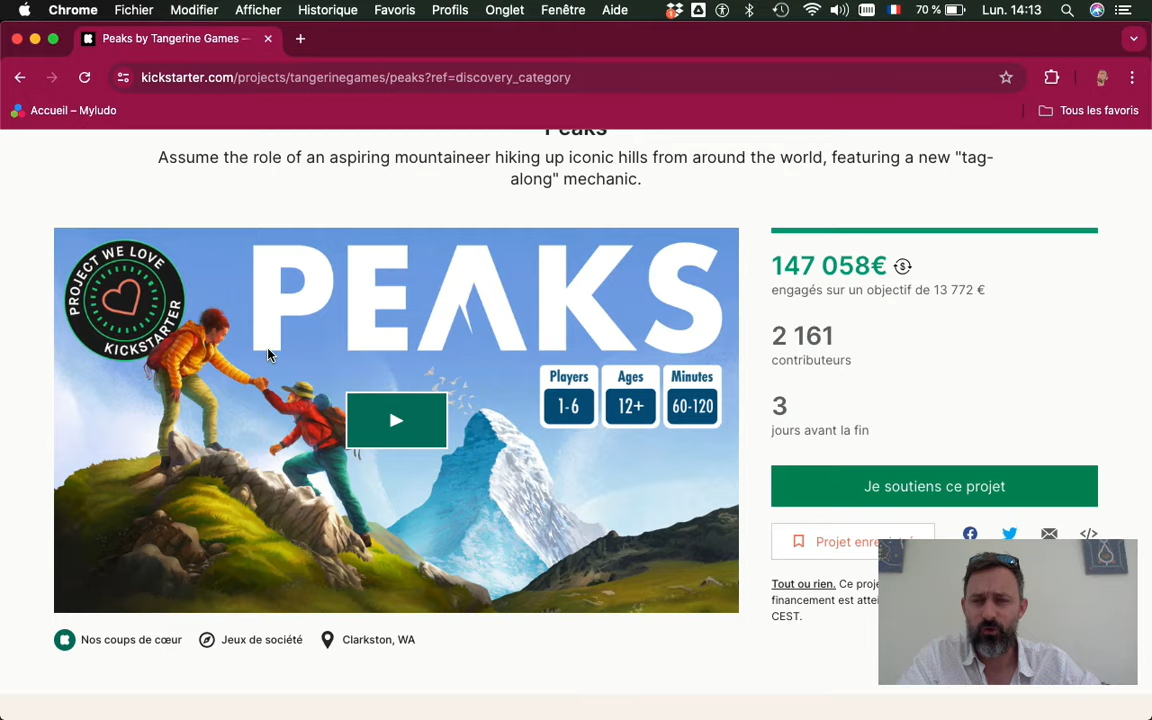 Chrome Fichier Modifier Afficher Historique Favoris Profils Onglet Fenêtre Aide 70 % Lun. 14:13
Peaks by Tangerine Games —
kickstarter.com/projects/tangerinegames/peaks?ref=discovery_category
Accueil – Myludo
Tous les favoris
Peaks
Assume the role of an aspiring mountaineer hiking up iconic hills from around the world, featuring a new "tag-
along" mechanic.
PROJECT WE LOVE
KICKSTARTER
PEAKS
Players Ages Minutes
1-6 12+ 60-120
147 058€
engagés sur un objectif de 13 772 €
2 161
contributeurs
3
jours avant la fin
Je soutiens ce projet
Projet
Tout ou rien. Ce
financement est
CEST.
Nos coups de cœur Jeux de société Clarkston, WA